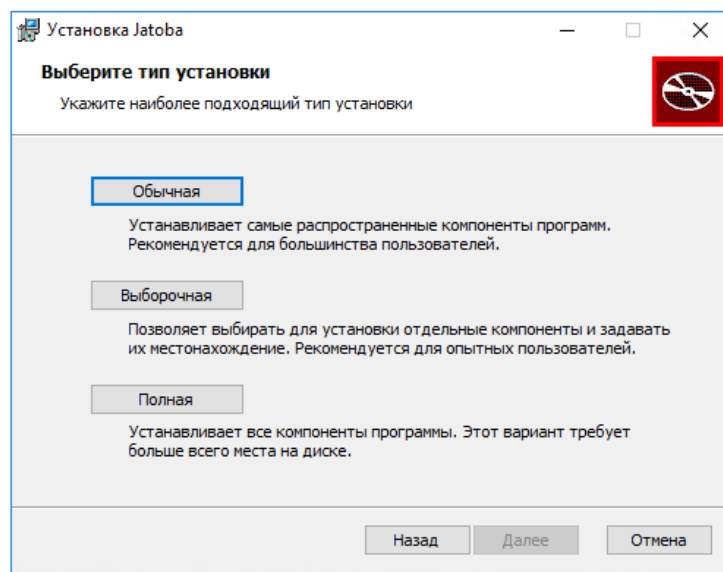 Установка Jatoba
Выберите тип установки
Укажите наиболее подходящий тип установки
Обычная
Устанавливает самые распространенные компоненты программ.
Рекомендуется для большинства пользователей.
Выборочная
Позволяет выбирать для установки отдельные компоненты и задавать
их местонахождение. Рекомендуется для опытных пользователей.
Полная
Устанавливает все компоненты программы. Этот вариант требует
больше всего места на диске.
Назад
Далее
Отмена